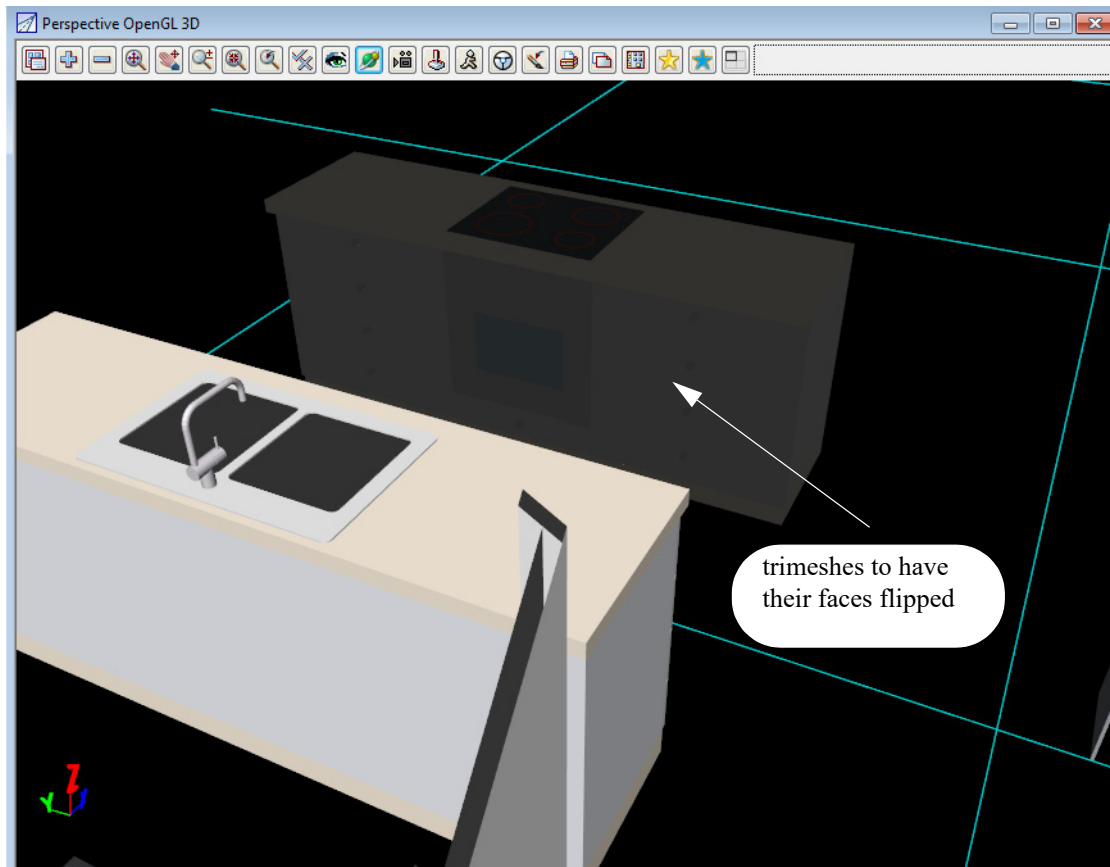 Perspective OpenGL 3D
trimeshes to have
their faces flipped
Z
Y